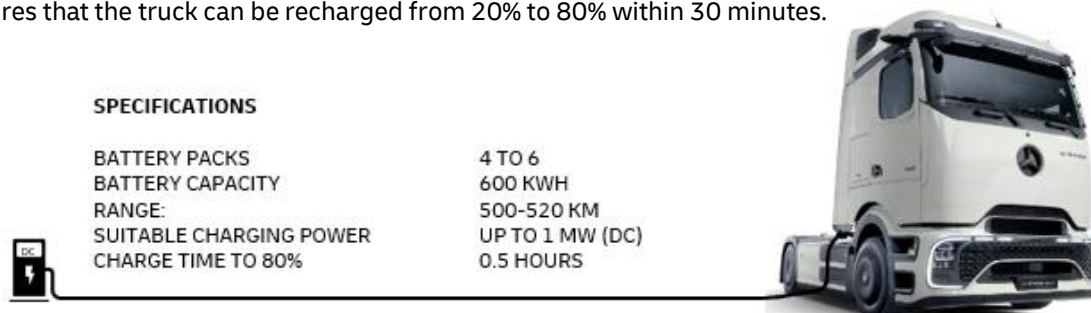 res that the truck can be recharged from 20% to 80% within 30 minutes.
SPECIFICATIONS
BATTERY PACKS 4 TO 6
BATTERY CAPACITY 600 KWH
RANGE: 500-520 KM
SUITABLE CHARGING POWER UP TO 1 MW (DC)
CHARGE TIME TO 80% 0.5 HOURS
DC